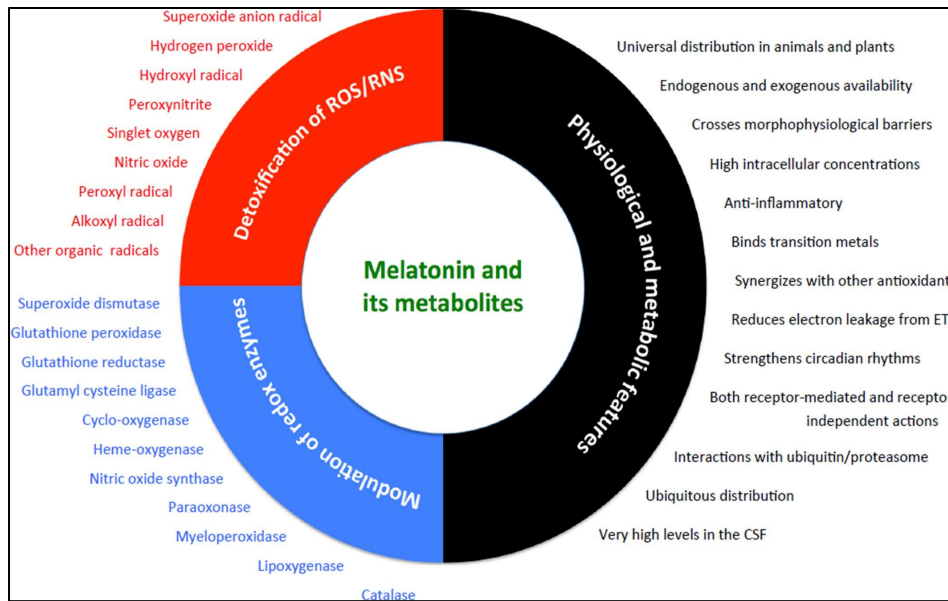 Superoxide anion radical
Hydrogen peroxide
Hydroxyl radical
Peroxynitrite
Singlet oxygen
Nitric oxide
Peroxyl radical
Alkoxyl radical
Other organic radicals
Superoxide dismutase
Glutathione peroxidase
Glutathione reductase
Glutamyl cysteine ligase
Cyclo-oxygenase
Heme-oxygenase
Nitric oxide synthase
Paraoxonase
Myeloperoxidase
Lipoxygenase
Catalase
Detoxification of ROS/RNS
Modulation of redox enzymes
Melatonin and
its metabolites
Physiological and metabolic features
Universal distribution in animals and plants
Endogenous and exogenous availability
Crosses morphophysiological barriers
High intracellular concentrations
Anti-inflammatory
Binds transition metals
Synergizes with other antioxidant
Reduces electron leakage from ET
Strengthens circadian rhythms
Both receptor-mediated and receptor
independent actions
Interactions with ubiquitin/proteasome
Ubiquitous distribution
Very high levels in the CSF